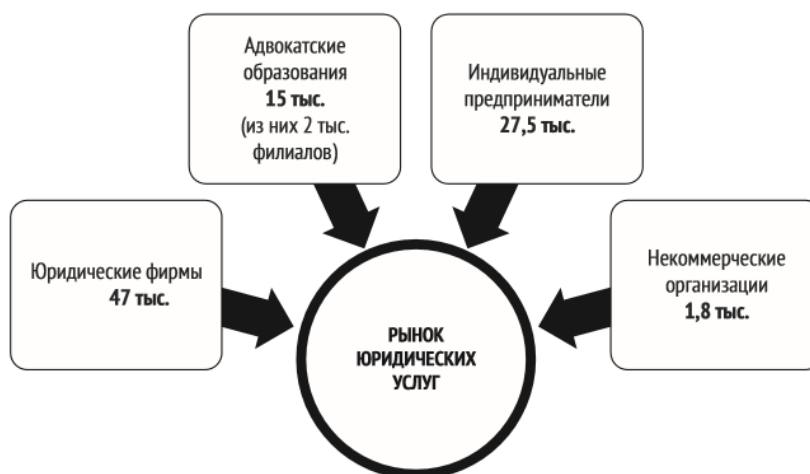 Адвокатские
образования
15 тыс.
(из них 2 тыс.
филиалов)
Индивидуальные
предприниматели
27,5 тыс.
Юридические фирмы
47 тыс.
Некоммерческие
организации
1,8 тыс.
РЫНОК
ЮРИДИЧЕСКИХ
УСЛУГ